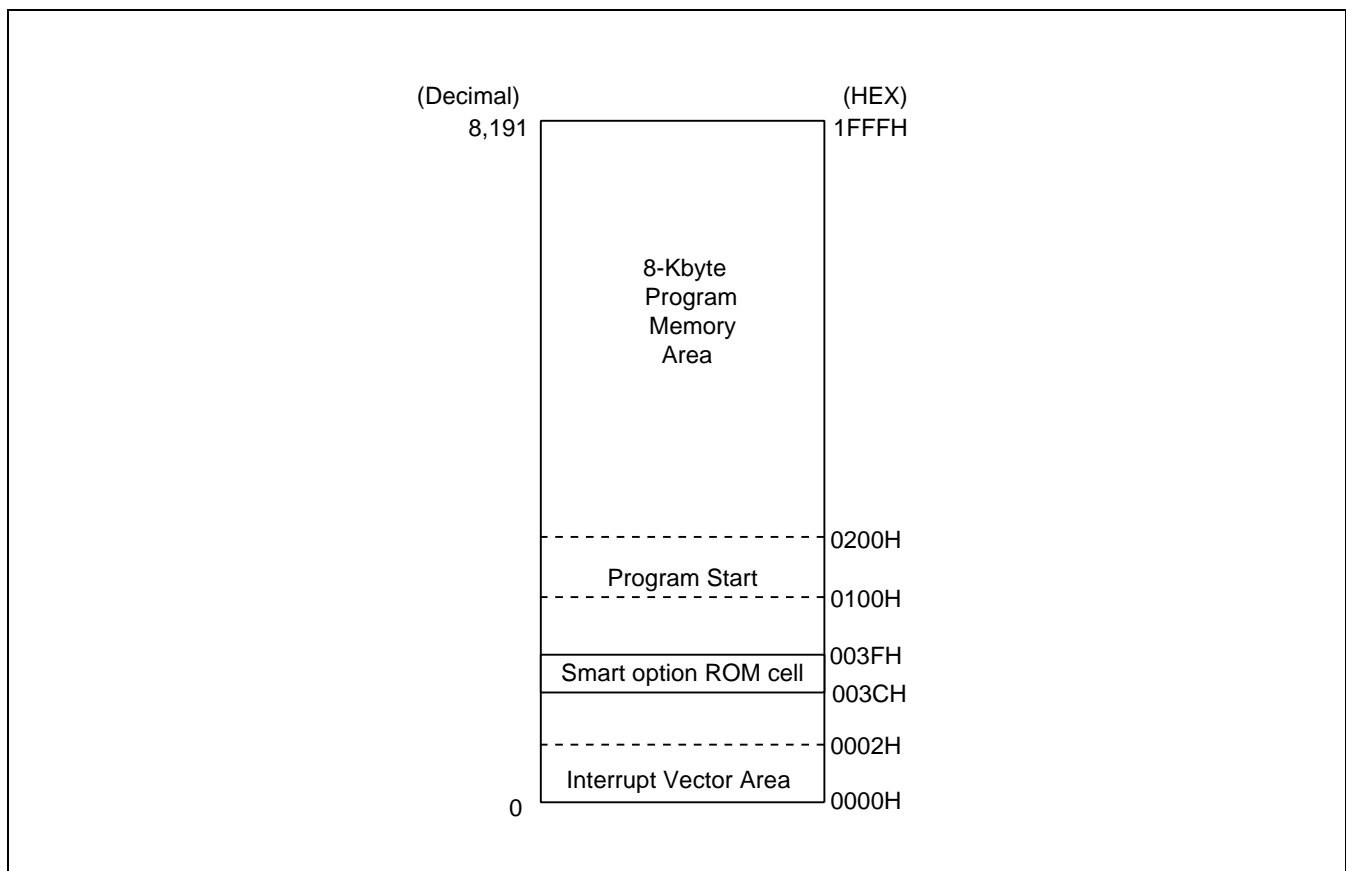 (Decimal) (HEX)
8,191 1FFFH
8-Kbyte
Program
Memory
Area
0200H
Program Start
0100H
003FH
Smart option ROM cell
003CH
0002H
Interrupt Vector Area
0 0000H